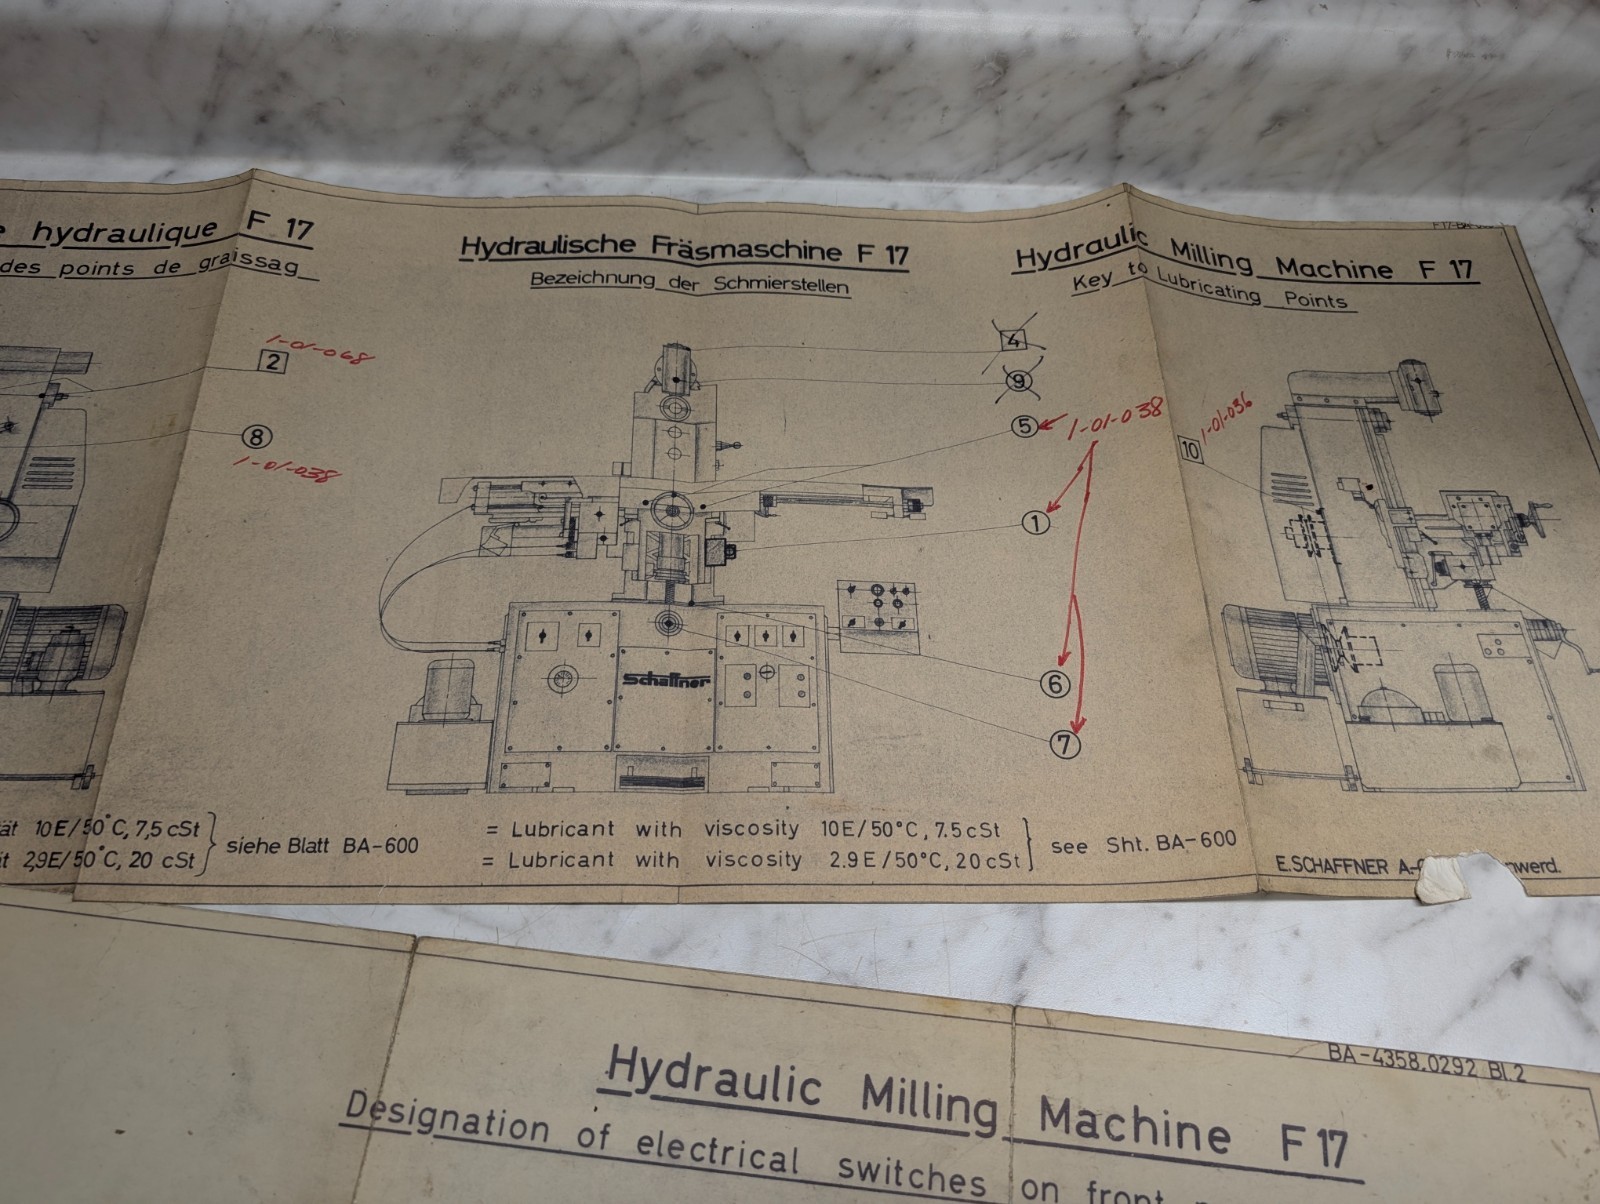 hydraulique F 17
des points de graissag
Hydraulische Fräsmaschine F 17
Bezeichnung der Schmierstellen
Hydraulic Milling Machine F 17
Key to Lubricating Points
1-01-068
2
8
1-01-038
4
9
5
1-01-038
1
6
7
1-01-036
10
schaffner
ät 10E/50°C, 7,5 cSt
it 2,9E/50°C, 20 cSt
siehe Blatt BA-600
= Lubricant with viscosity 10E/50°C, 7.5cSt
= Lubricant with viscosity 2.9E/50°C, 20cSt
see Sht. BA-600
E.SCHAFFNER A.-
nwerd.
BA-4358.0292 Bl.2
Hydraulic Milling Machine F17
Designation of electrical switches on front